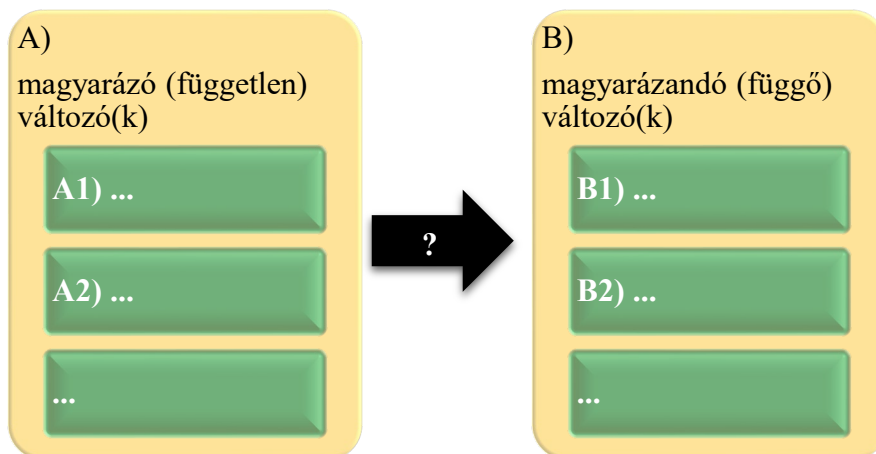 A)
magyarázó (független)
változó(k)
A1) ...
A2) ...
...
?
B)
magyarázandó (függő)
változó(k)
B1) ...
B2) ...
...